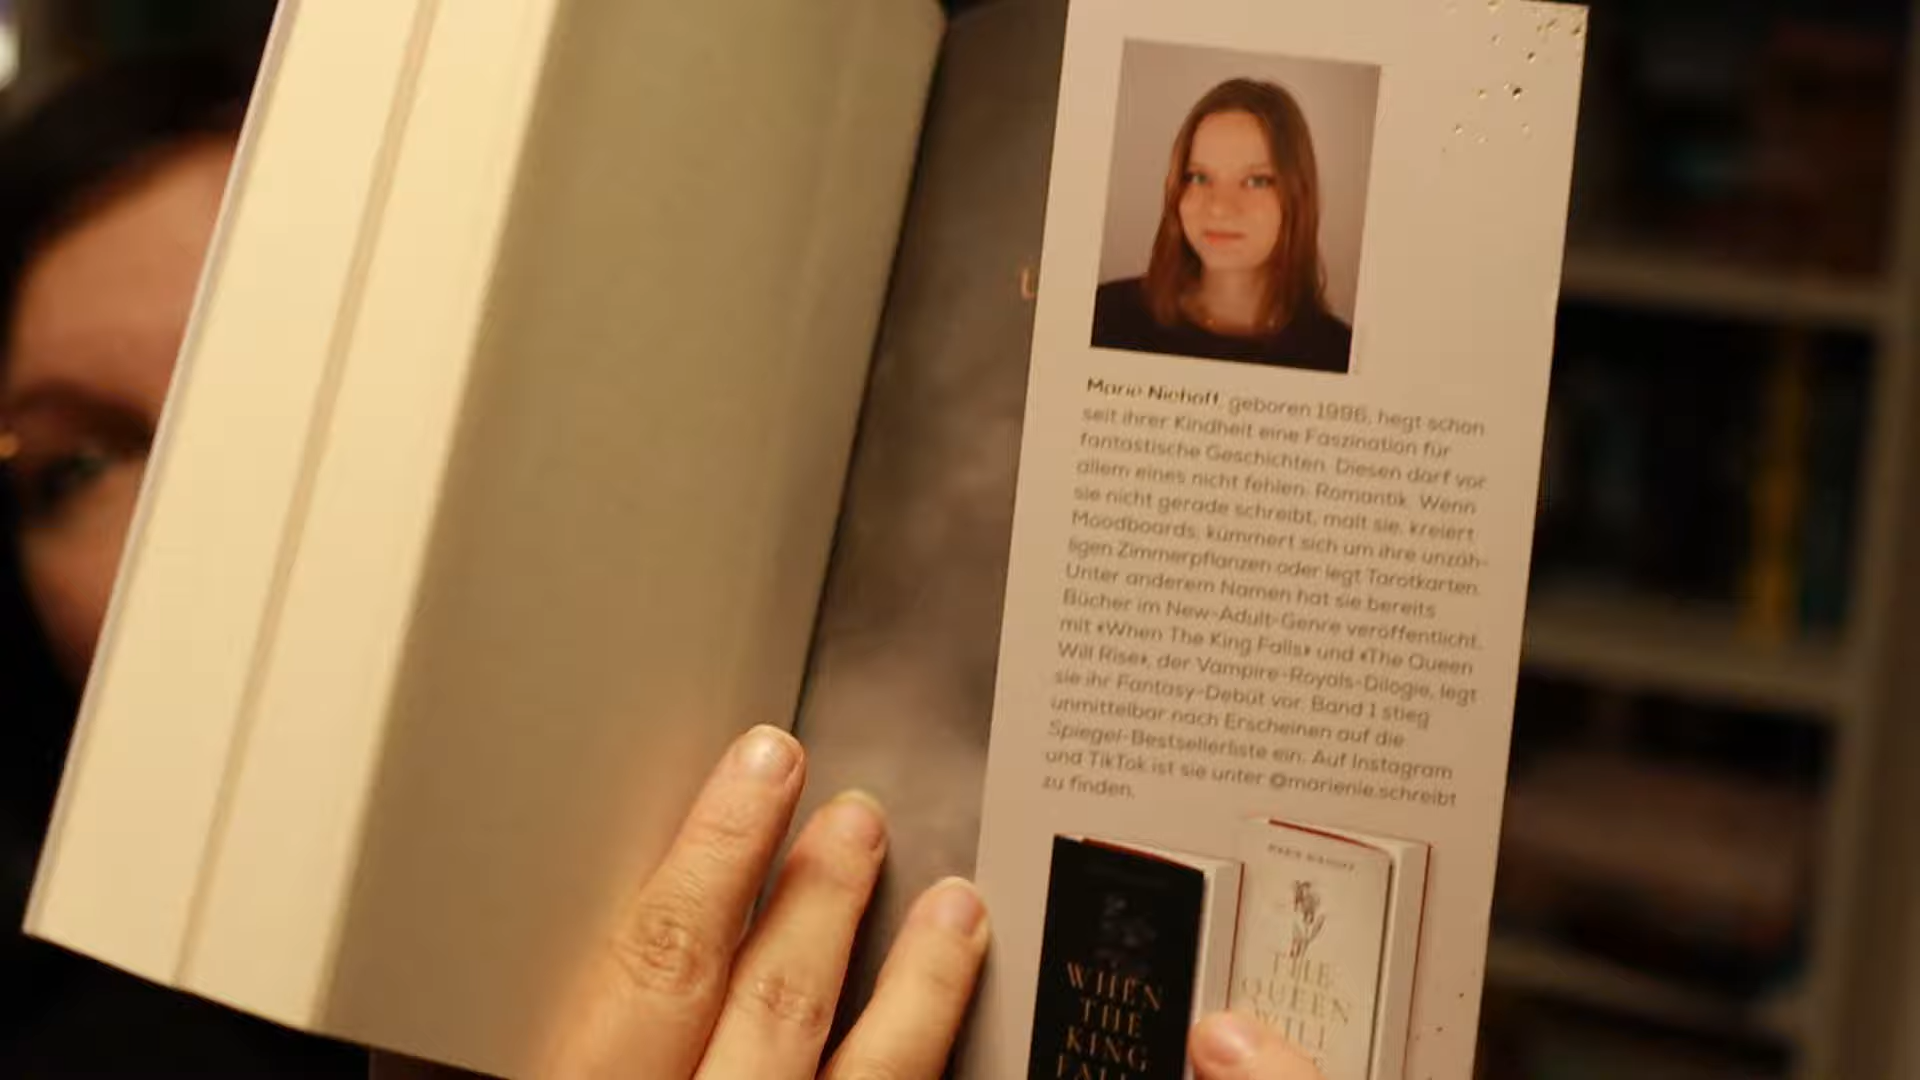 Marie Niehoff, geboren 1996, hegt schon
seit ihrer Kindheit eine Faszination für
fantastische Geschichten. Diesen darf vor
allem eines nicht fehlen: Romantik. Wenn
sie nicht gerade schreibt, malt sie, kreiert
Moodboards, kümmert sich um ihre unzäh-
ligen Zimmerpflanzen oder legt Tarotkarten.
Unter anderem Namen hat sie bereits
Bücher im New-Adult-Genre veröffentlicht,
mit «When The King Falls» und «The Queen
Will Rise», der Vampire-Royals-Dilogie, legt
sie ihr Fantasy-Debüt vor. Band 1 stieg
unmittelbar nach Erscheinen auf die
Spiegel-Bestsellerliste ein. Auf Instagram
und TikTok ist sie unter @marienie.schreibt
zu finden.
WHEN
THE
KING
MARIE NIEHOFF
THE
QUEEN
WILL